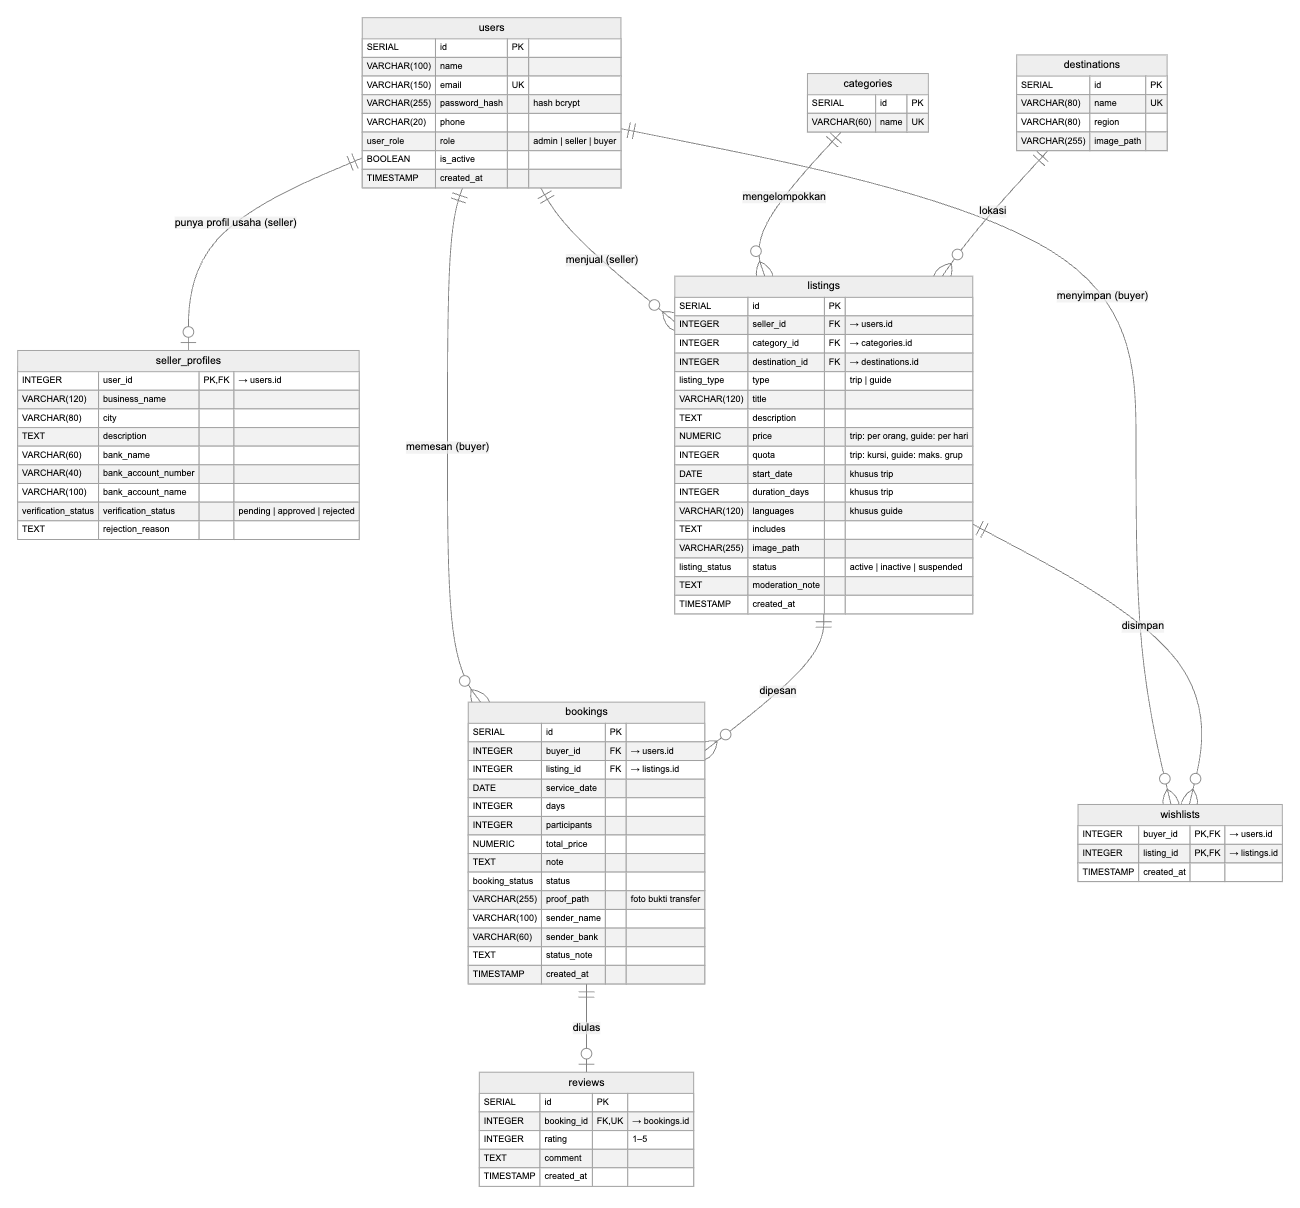 users
SERIAL id PK
VARCHAR(100) name
VARCHAR(150) email UK
VARCHAR(255) password_hash hash bcrypt
VARCHAR(20) phone
user_role role admin | seller | buyer
BOOLEAN is_active
TIMESTAMP created_at
categories
SERIAL id PK
VARCHAR(60) name UK
destinations
SERIAL id PK
VARCHAR(80) name UK
VARCHAR(80) region
VARCHAR(255) image_path
punya profil usaha (seller)
menjual (seller)
mengelompokkan
lokasi
menyimpan (buyer)
seller_profiles
INTEGER user_id PK,FK → users.id
VARCHAR(120) business_name
VARCHAR(80) city
TEXT description
VARCHAR(60) bank_name
VARCHAR(40) bank_account_number
VARCHAR(100) bank_account_name
verification_status verification_status pending | approved | rejected
TEXT rejection_reason
listings
SERIAL id PK
INTEGER seller_id FK → users.id
INTEGER category_id FK → categories.id
INTEGER destination_id FK → destinations.id
listing_type type trip | guide
VARCHAR(120) title
TEXT description
NUMERIC price trip: per orang, guide: per hari
INTEGER quota trip: kursi, guide: maks. grup
DATE start_date khusus trip
INTEGER duration_days khusus trip
VARCHAR(120) languages khusus guide
TEXT includes
VARCHAR(255) image_path
listing_status status active | inactive | suspended
TEXT moderation_note
TIMESTAMP created_at
memesan (buyer)
disimpan
dipesan
bookings
SERIAL id PK
INTEGER buyer_id FK → users.id
INTEGER listing_id FK → listings.id
DATE service_date
INTEGER days
INTEGER participants
NUMERIC total_price
TEXT note
booking_status status
VARCHAR(255) proof_path foto bukti transfer
VARCHAR(100) sender_name
VARCHAR(60) sender_bank
TEXT status_note
TIMESTAMP created_at
wishlists
INTEGER buyer_id PK,FK → users.id
INTEGER listing_id PK,FK → listings.id
TIMESTAMP created_at
diulas
reviews
SERIAL id PK
INTEGER booking_id FK,UK → bookings.id
INTEGER rating 1–5
TEXT comment
TIMESTAMP created_at